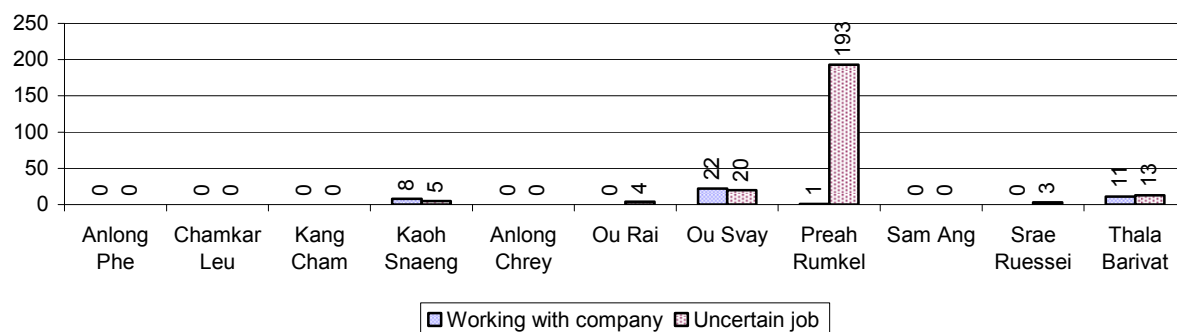 250
200
150
100
50
0
0 0 0 0 0 0 8 5 0 0 0 4 22 20 1 193 0 0 0 3 11 13
Anlong Phe
Chamkar Leu
Kang Cham
Kaoh Snaeng
Anlong Chrey
Ou Rai
Ou Svay
Preah Rumkel
Sam Ang
Srae Ruessei
Thala Barivat
Working with company Uncertain job